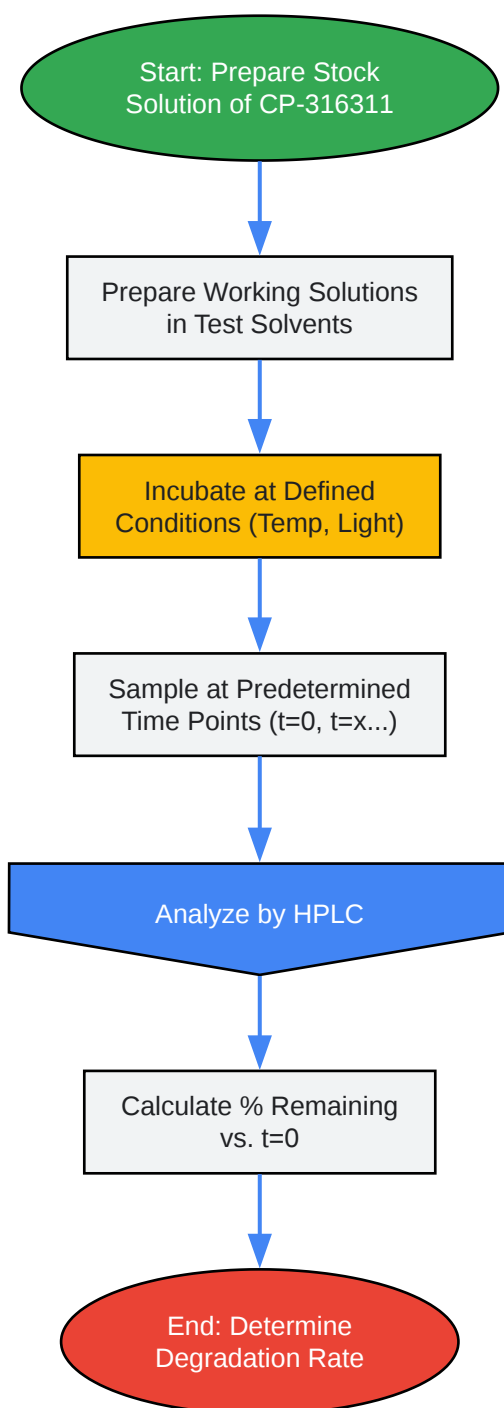 Start: Prepare Stock
Solution of CP-316311
Prepare Working Solutions
in Test Solvents
Incubate at Defined
Conditions (Temp, Light)
Sample at Predetermined
Time Points (t=0, t=x...)
Analyze by HPLC
Calculate % Remaining
vs. t=0
End: Determine
Degradation Rate